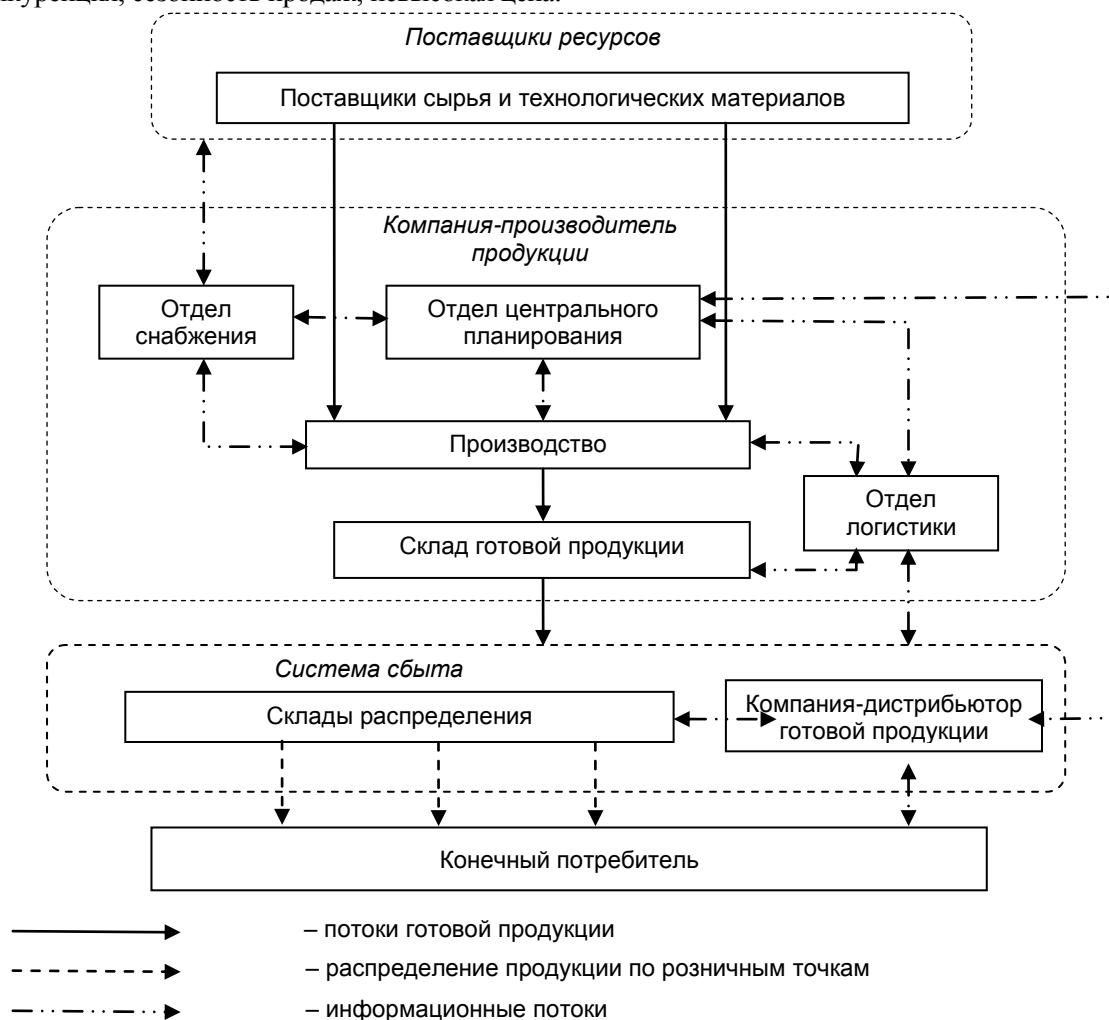 Поставщики ресурсов
Поставщики сырья и технологических материалов
Компания-производитель
продукции
Отдел
снабжения
Отдел центрального
планирования
Производство
Отдел
логистики
Склад готовой продукции
Система сбыта
Склады распределения
Компания-дистрибьютор
готовой продукции
Конечный потребитель
– потоки готовой продукции
– распределение продукции по розничным точкам
– информационные потоки